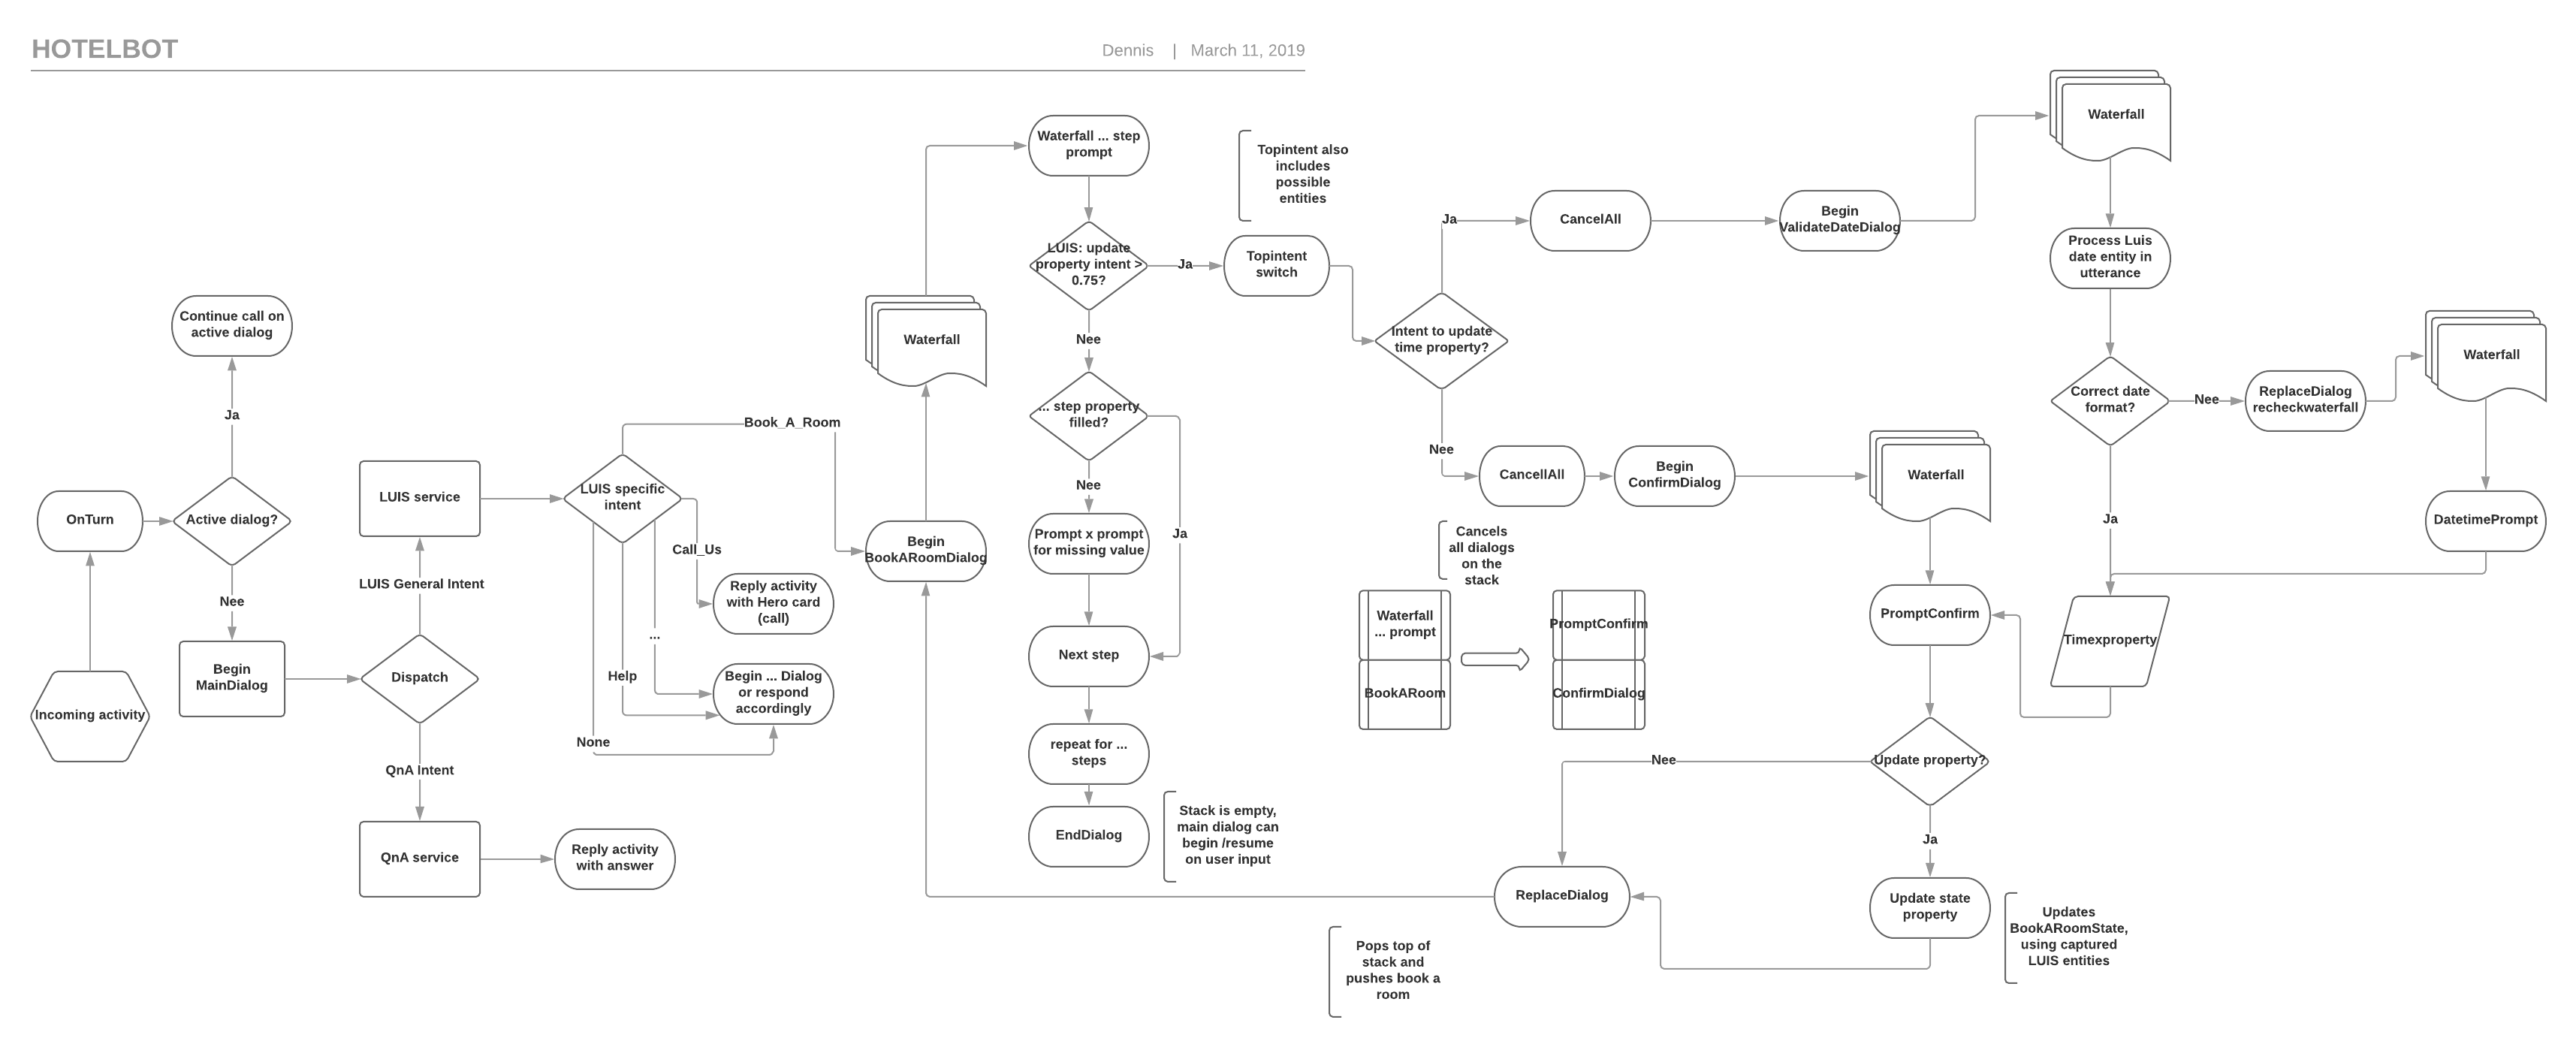 HOTELBOT
Dennis | March 11, 2019
Incoming activity
OnTurn
Active dialog?
Ja
Continue call on
active dialog
Nee
Begin
MainDialog
Dispatch
LUIS General Intent
LUIS service
QnA Intent
QnA service
Reply activity
with answer
LUIS specific
intent
Book_A_Room
Call_Us
Reply activity
with Hero card
(call)
...
Help
None
Begin ... Dialog
or respond
accordingly
Begin
BookARoomDialog
Waterfall
Waterfall ... step
prompt
LUIS: update
property intent >
0.75?
Ja
Nee
... step property
filled?
Nee
Ja
Prompt x prompt
for missing value
Next step
repeat for ...
steps
EndDialog
Stack is empty,
main dialog can
begin /resume
on user input
Topintent also
includes
possible
entities
Topintent
switch
Intent to update
time property?
Ja
CancelAll
Begin
ValidateDateDialog
Waterfall
Process Luis
date entity in
utterance
Correct date
format?
Nee
ReplaceDialog
recheckwaterfall
Waterfall
DatetimePrompt
Ja
Timexproperty
Nee
CancellAll
Begin
ConfirmDialog
Waterfall
Cancels
all dialogs
on the
stack
Waterfall
... prompt
BookARoom
PromptConfirm
ConfirmDialog
PromptConfirm
Update property?
Nee
Ja
Update state
property
Updates
BookARoomState,
using captured
LUIS entities
ReplaceDialog
Pops top of
stack and
pushes book a
room